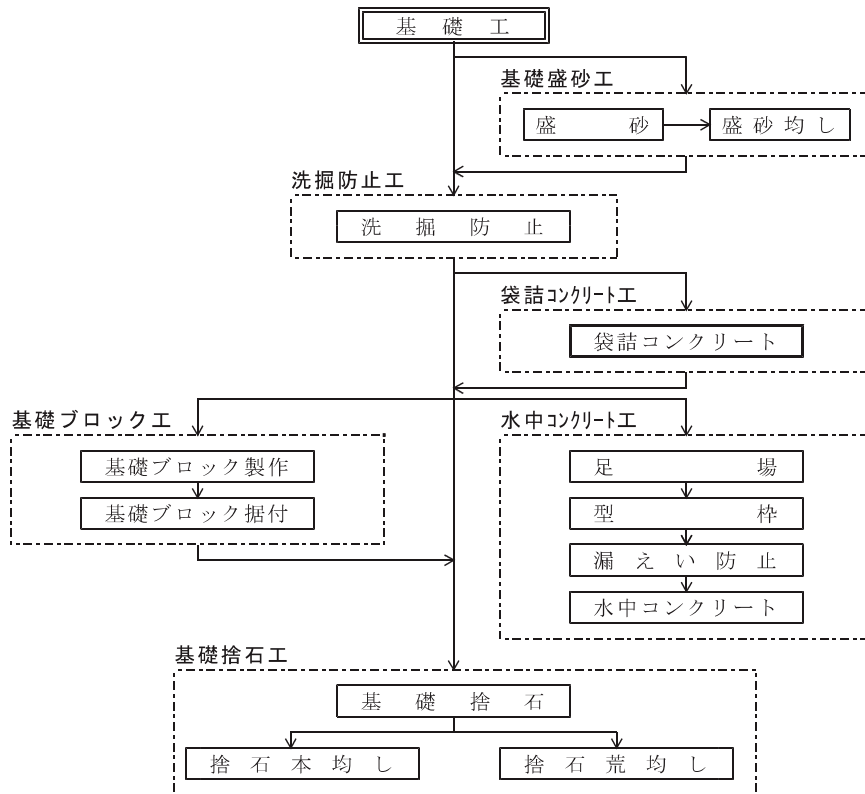 基礎工
基礎盛砂工
盛砂
盛砂均し
洗掘防止工
洗掘防止
袋詰ｺﾝｸﾘｰﾄ工
袋詰コンクリート
基礎ブロック工
基礎ブロック製作
基礎ブロック据付
水中ｺﾝｸﾘｰﾄ工
足場
型枠
漏えい防止
水中コンクリート
基礎捨石工
基礎捨石
捨石本均し
捨石荒均し